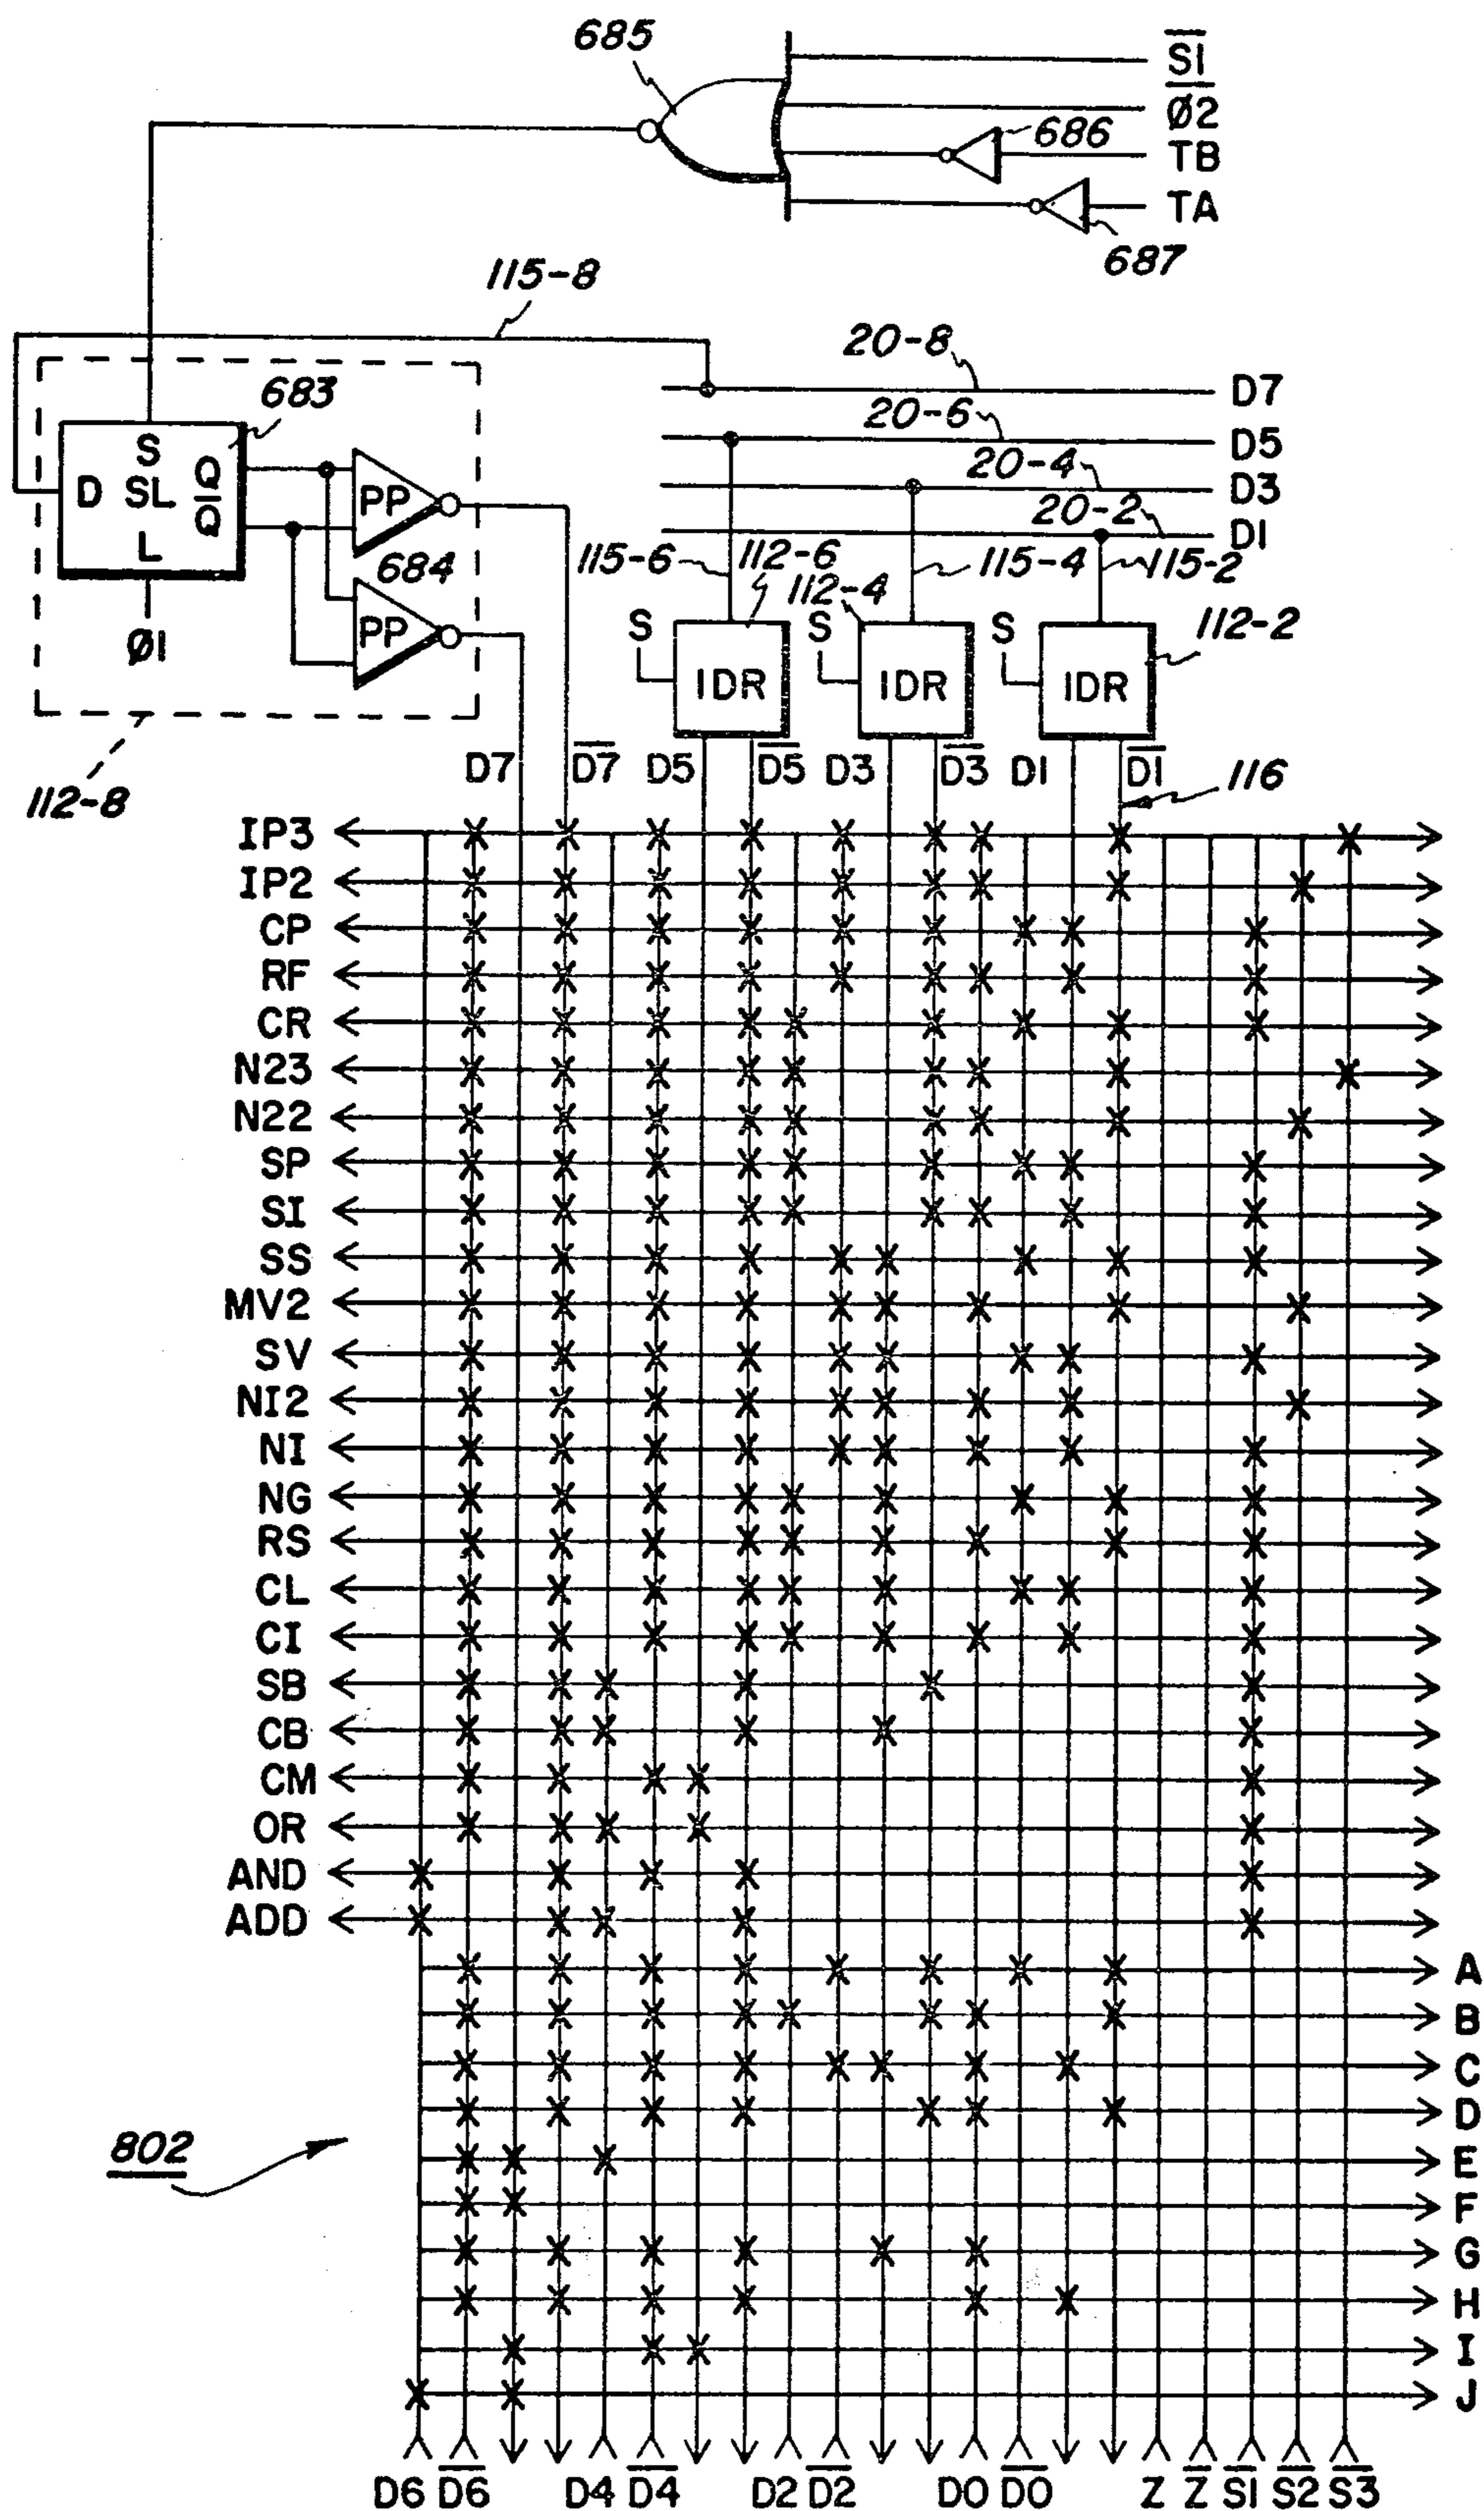 685
S̅1̅
Ø̅2̅
686
TB
TA
687
115-8
20-8
D7
20-6
D5
20-4
D3
20-2
D1
683
S
D SL Q
Q̅
L
Ø1
PP
684
PP
115-6
112-6
112-4
115-4
115-2
S
S
S
112-2
IDR
IDR
IDR
D7 D̅7̅ D5 D̅5̅ D3 D̅3̅ D1 D̅1̅
116
112-8
IP3
IP2
CP
RF
CR
N23
N22
SP
SI
SS
MV2
SV
NI2
NI
NG
RS
CL
CI
SB
CB
CM
OR
AND
ADD
A
B
C
D
802
E
F
G
H
I
J
D6 D̅6̅ D4 D̅4̅ D2 D̅2̅ D0 D̅0̅ Z Z̅ S̅1̅ S̅2̅ S̅3̅